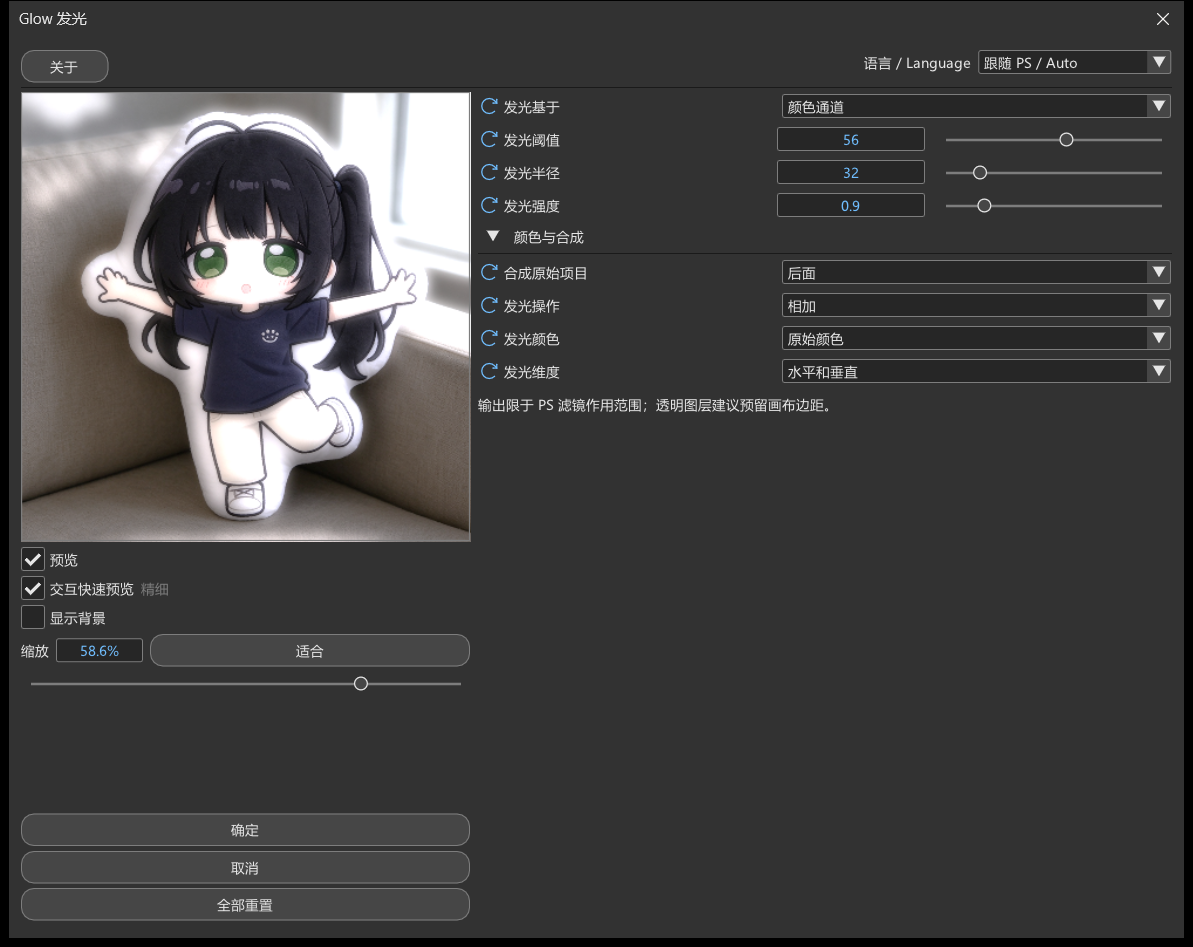 Glow 发光
关于
语言 / Language 跟随 PS / Auto
发光基于 颜色通道
发光阈值 56
发光半径 32
发光强度 0.9
颜色与合成
合成原始项目 后面
发光操作 相加
发光颜色 原始颜色
发光维度 水平和垂直
输出限于 PS 滤镜作用范围；透明图层建议预留画布边距。
预览
交互快速预览 精细
显示背景
缩放 58.6% 适合
确定
取消
全部重置